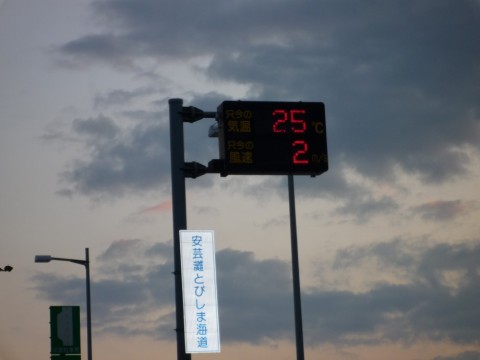 只今の
気温 25 ℃
只今の
風速 2 m/s
安芸灘とびしま海道